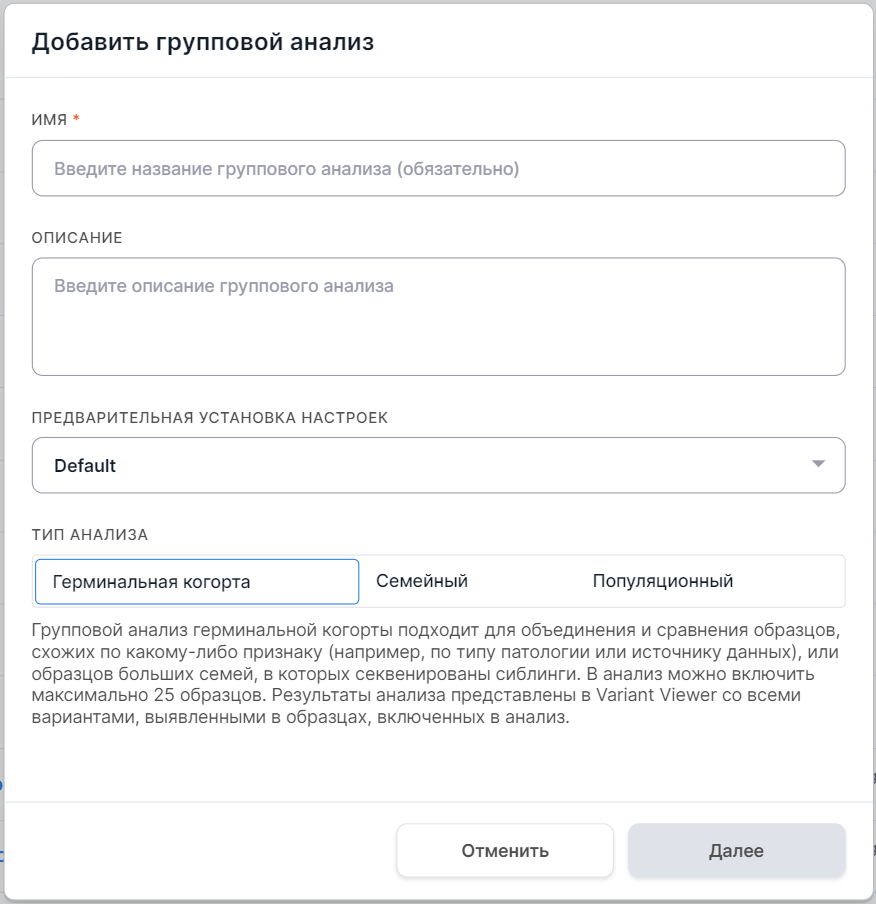 Добавить групповой анализ
ИМЯ *
Введите название группового анализа (обязательно)
ОПИСАНИЕ
Введите описание группового анализа
ПРЕДВАРИТЕЛЬНАЯ УСТАНОВКА НАСТРОЕК
Default
ТИП АНАЛИЗА
Герминальная когорта Семейный Популяционный
Групповой анализ герминальной когорты подходит для объединения и сравнения образцов,
схожих по какому-либо признаку (например, по типу патологии или источнику данных), или
образцов больших семей, в которых секвенированы сиблинги. В анализ можно включить
максимально 25 образцов. Результаты анализа представлены в Variant Viewer со всеми
вариантами, выявленными в образцах, включенных в анализ.
Отменить Далее